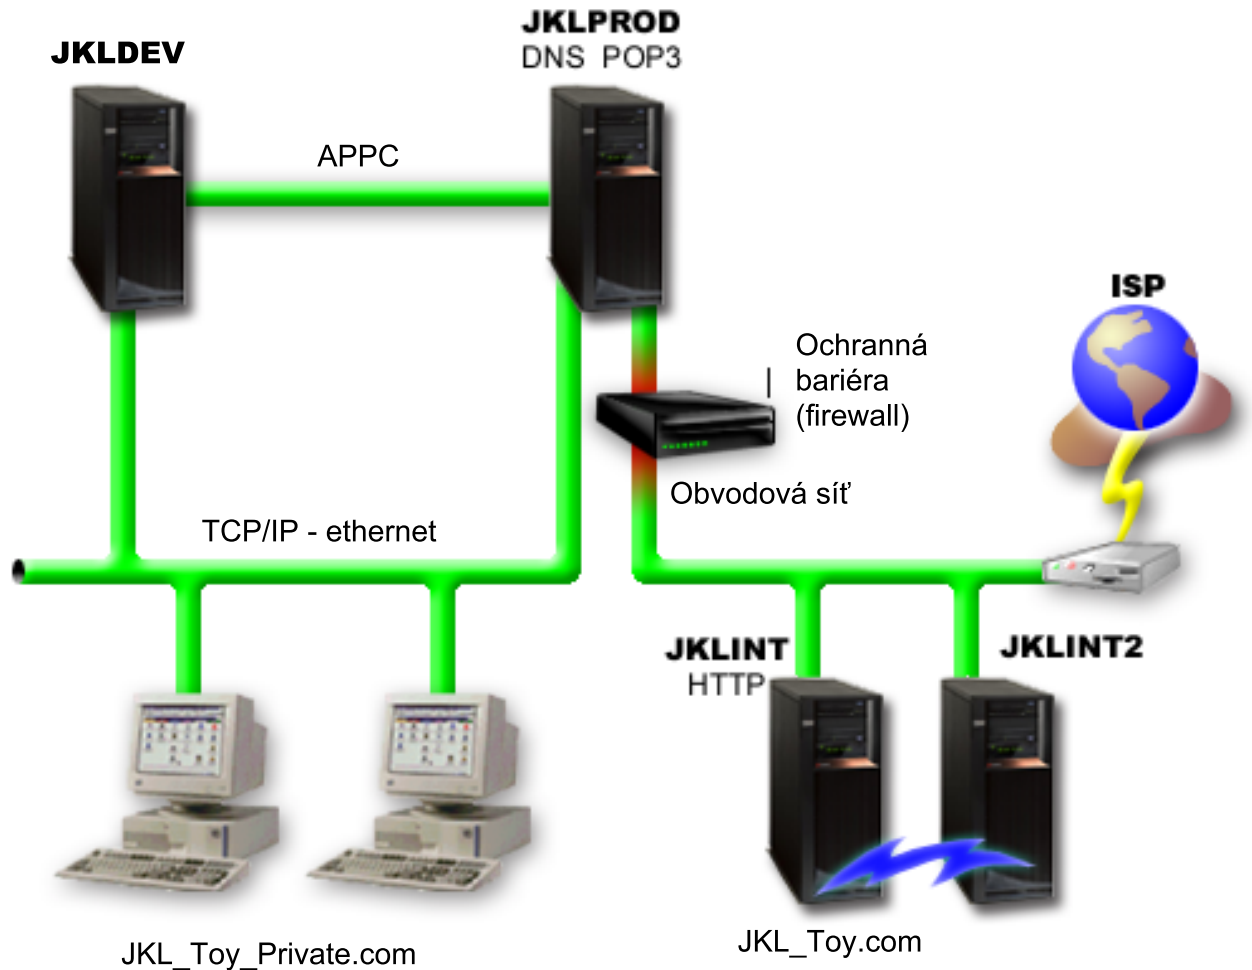 JKLPROD
DNS POP3
JKLDEV
APPC
ISP
Ochranná
bariéra
(firewall)
Obvodová síť
TCP/IP - ethernet
JKLINT
HTTP
JKLINT2
JKL_Toy_Private.com
JKL_Toy.com